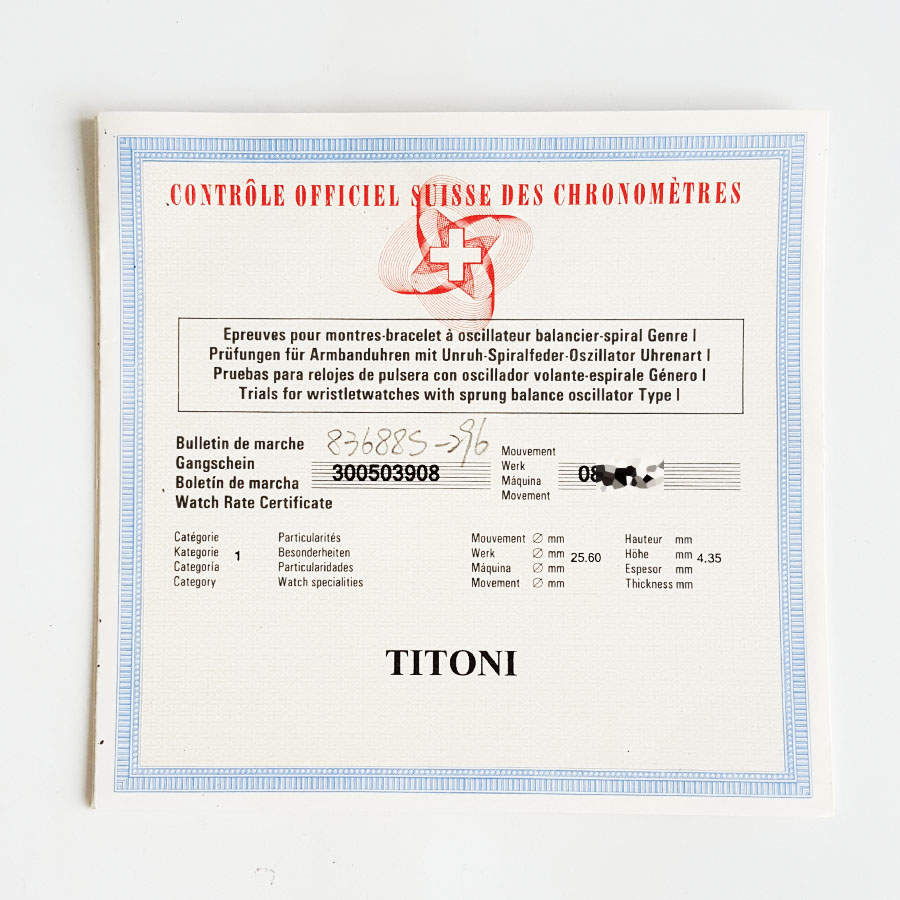 CONTRÔLE OFFICIEL SUISSE DES CHRONOMÈTRES
Epreuves pour montres-bracelet à oscillateur balancier-spiral Genre I
Prüfungen für Armbanduhren mit Unruh-Spiralfeder-Oszillator Uhrenart I
Pruebas para relojes de pulsera con oscillador volante-espirale Género I
Trials for wristletwatches with sprung balance oscillator Type I
Bulletin de marche
Gangschein
Boletín de marcha
Watch Rate Certificate
836885→296
300503908
Mouvement
Werk
Máquina
Movement
08
Catégorie
Kategorie
Categoría
Category
1
Particularités
Besonderheiten
Particularidades
Watch specialities
Mouvement ∅ mm
Werk ∅ mm 25.60
Máquina ∅ mm
Movement ∅ mm
Hauteur mm
Höhe mm 4.35
Espesor mm
Thickness mm
TITONI